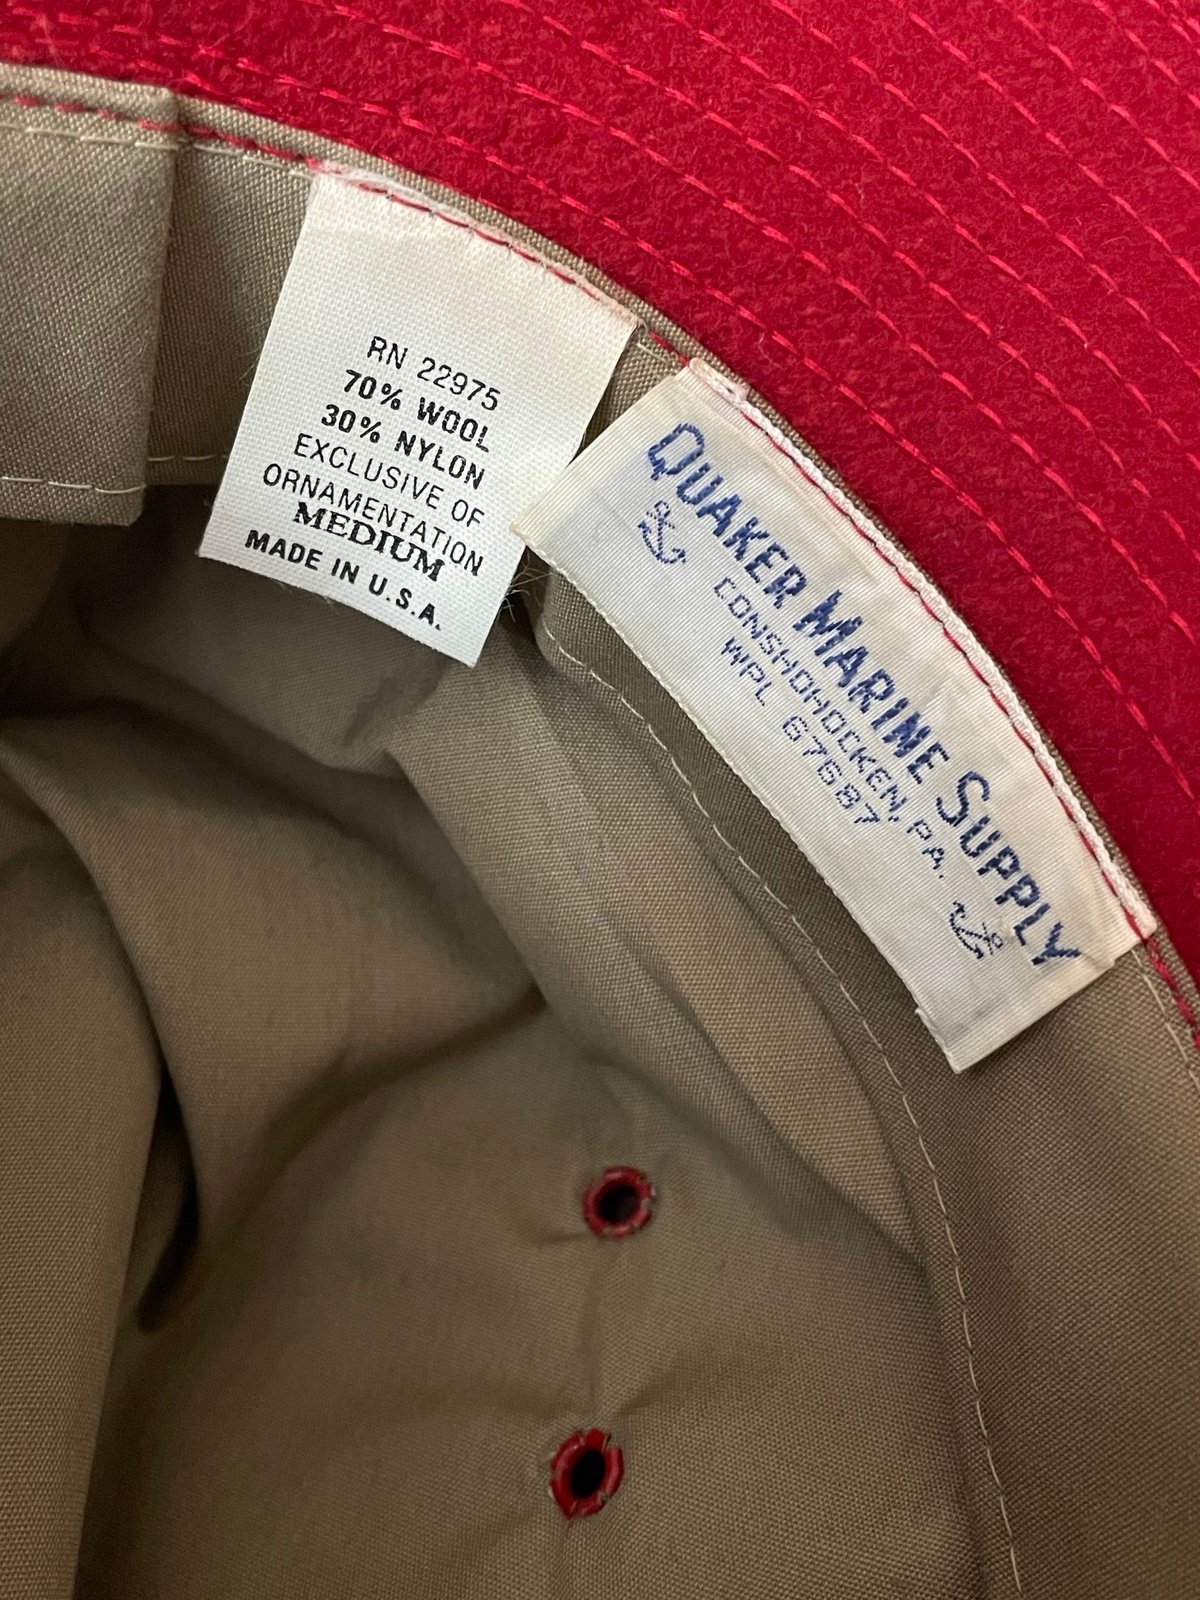 RN 22975
70% WOOL
30% NYLON
EXCLUSIVE OF
ORNAMENTATION
MEDIUM
MADE IN U.S.A.
QUAKER MARINE SUPPLY
CONSHOHOCKEN, PA.
WPL 67687